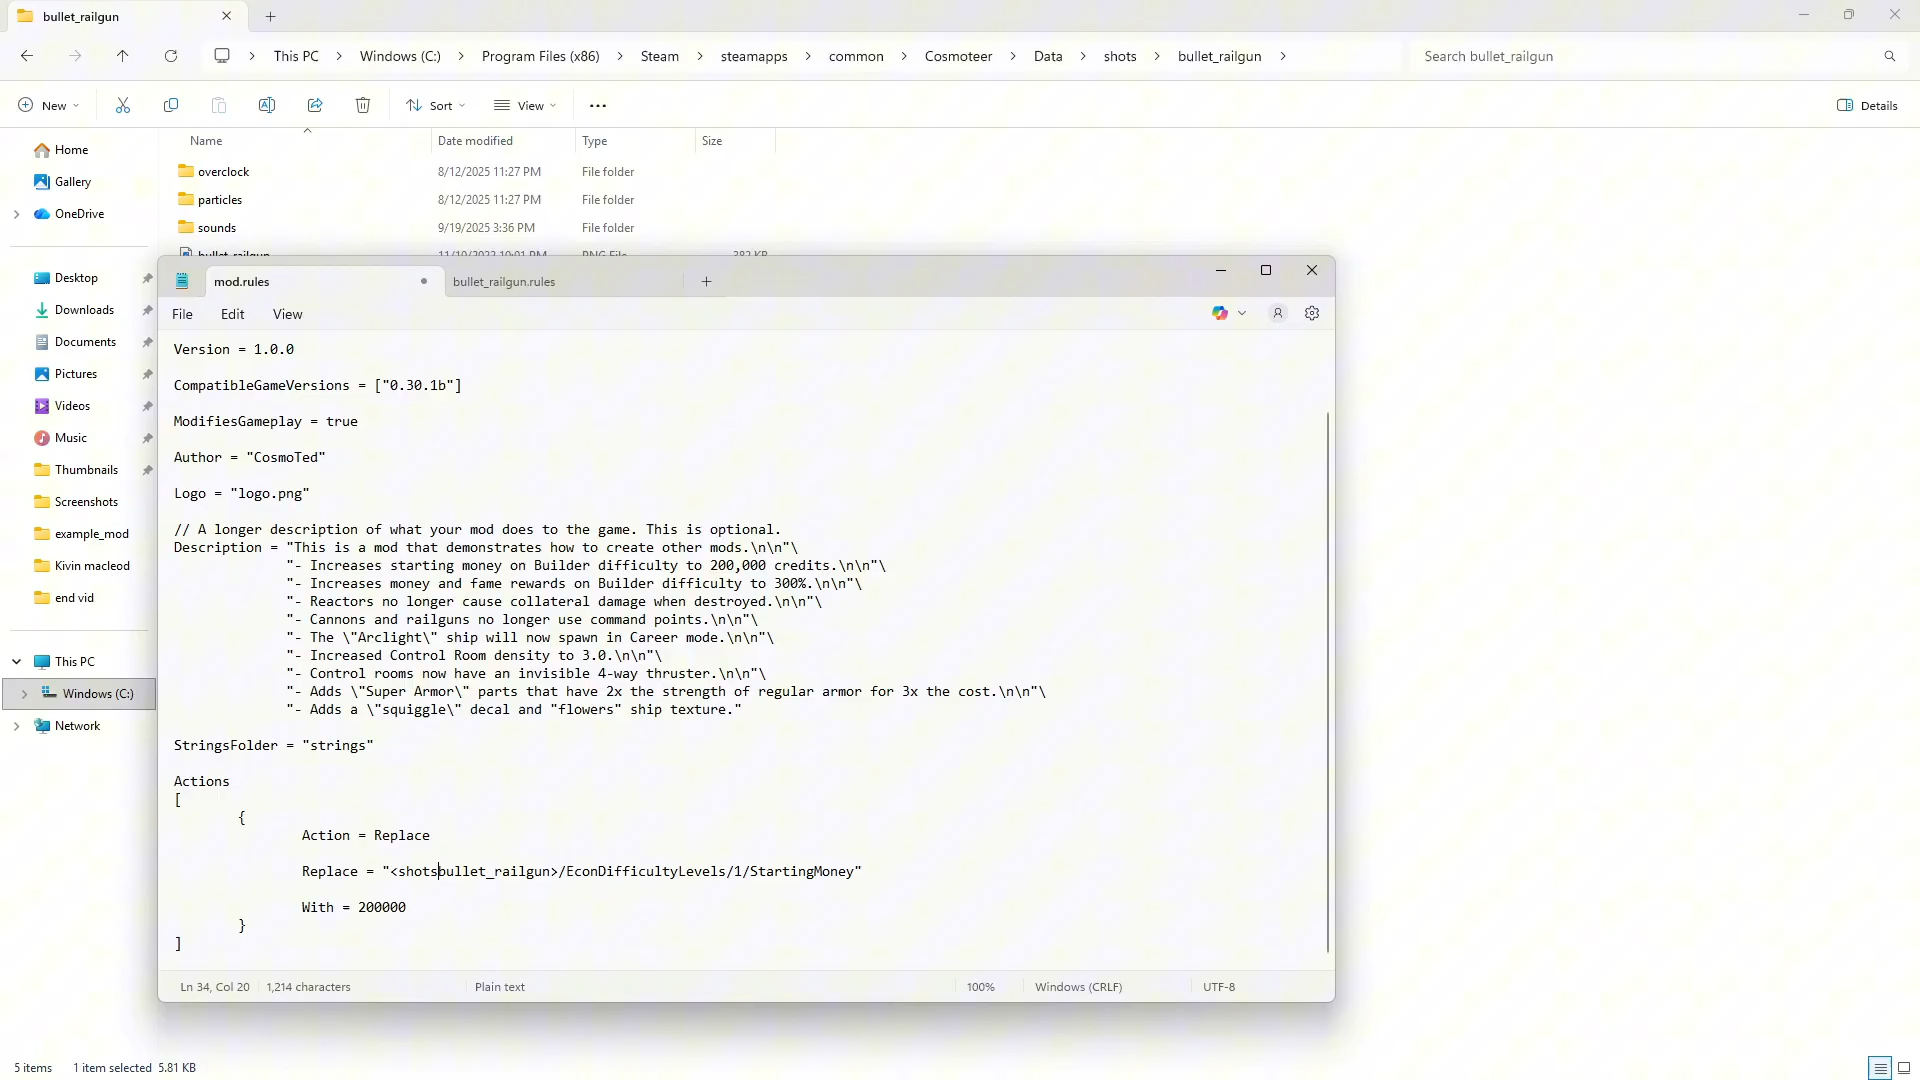 bullet_railgun
This PC > Windows (C:) > Program Files (x86) > Steam > steamapps > common > Cosmoteer > Data > shots > bullet_railgun >
Search bullet_railgun
New
Sort
View
Details
Name
Date modified
Type
Size
Home
Gallery
OneDrive
Desktop
Downloads
Documents
Pictures
Videos
Music
Thumbnails
Screenshots
example_mod
Kivin macleod
end vid
This PC
Windows (C:)
Network
overclock 8/12/2025 11:27 PM File folder
particles 8/12/2025 11:27 PM File folder
sounds 9/19/2025 3:36 PM File folder
bullet_railgun 11/10/2022 10:01 PM PNG File 382 KB
mod.rules
bullet_railgun.rules
File Edit View
Version = 1.0.0
CompatibleGameVersions = ["0.30.1b"]
ModifiesGameplay = true
Author = "CosmoTed"
Logo = "logo.png"
// A longer description of what your mod does to the game. This is optional.
Description = "This is a mod that demonstrates how to create other mods.\n\n"\
"- Increases starting money on Builder difficulty to 200,000 credits.\n\n"\
"- Increases money and fame rewards on Builder difficulty to 300%.\n\n"\
"- Reactors no longer cause collateral damage when destroyed.\n\n"\
"- Cannons and railguns no longer use command points.\n\n"\
"- The \"Arclight\" ship will now spawn in Career mode.\n\n"\
"- Increased Control Room density to 3.0.\n\n"\
"- Control rooms now have an invisible 4-way thruster.\n\n"\
"- Adds \"Super Armor\" parts that have 2x the strength of regular armor for 3x the cost.\n\n"\
"- Adds a \"squiggle\" decal and "flowers" ship texture."
StringsFolder = "strings"
Actions
[
{
Action = Replace
Replace = "<shotsbullet_railgun>/EconDifficultyLevels/1/StartingMoney"
With = 200000
}
]
Ln 34, Col 20
1,214 characters
Plain text
100%
Windows (CRLF)
UTF-8
5 items
1 item selected 5.81 KB